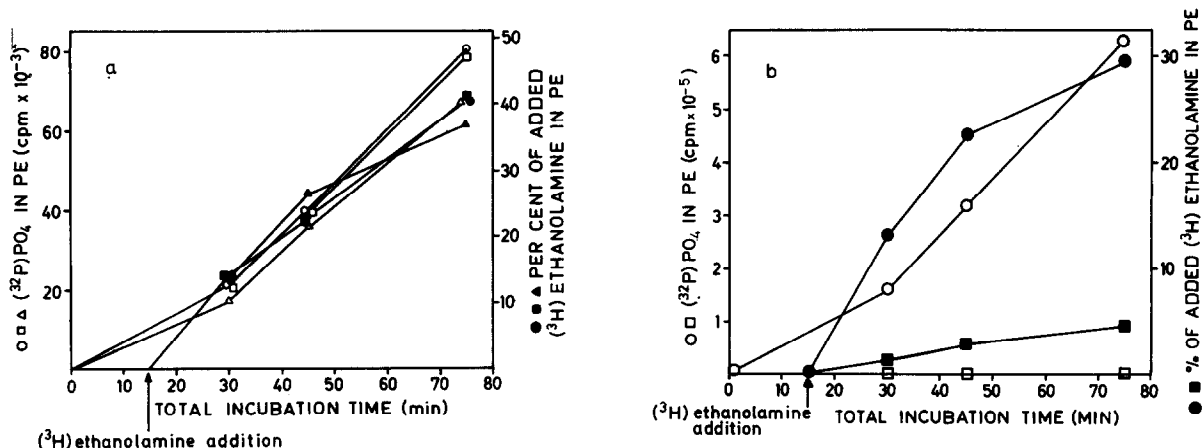 a
○ □ △ (³²P)PO₄ IN PE (cpm x 10⁻³)
80
60
40
20
50
40
30
20
10
● ■ ▲ PER CENT OF ADDED
(³H) ETHANOLAMINE IN PE
0 10 20 30 40 50 60 70 80
TOTAL INCUBATION TIME (min)
(³H)ethanolamine addition
b
○ □ (³²P)PO₄ IN PE (cpm×10⁻⁵)
6
5
4
3
2
1
30
20
10
● ■ % OF ADDED (³H) ETHANOLAMINE IN PE
0 10 20 30 40 50 60 70 80
TOTAL INCUBATION TIME (MIN)
(³H) ethanolamine
addition